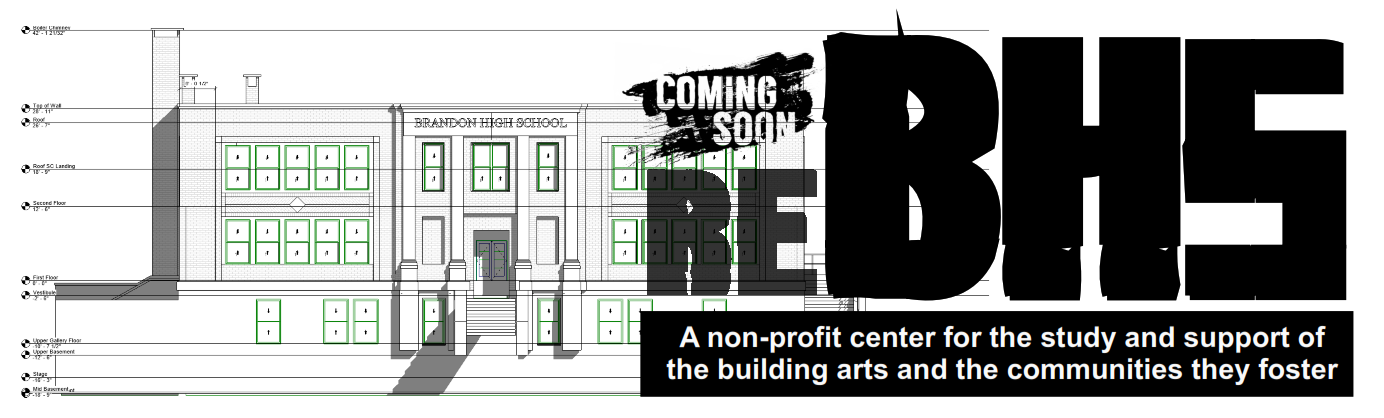 Boiler Chimney
42' - 1 21/32"
Top of Wall
28' - 11"
Roof
26' - 7"
Roof SC Landing
18' - 9"
Second Floor
12' - 6"
First Floor
0' - 0"
Vestibule
-2' - 6"
Upper Gallery Floor
-10' - 7 1/2"
Upper Basement
-12' - 6"
Stage
-16' - 3"
Mid Basement
-18' - 9"
BRANDON HIGH SCHOOL
COMING
SOON
RE BHS
A non-profit center for the study and support of
the building arts and the communities they foster